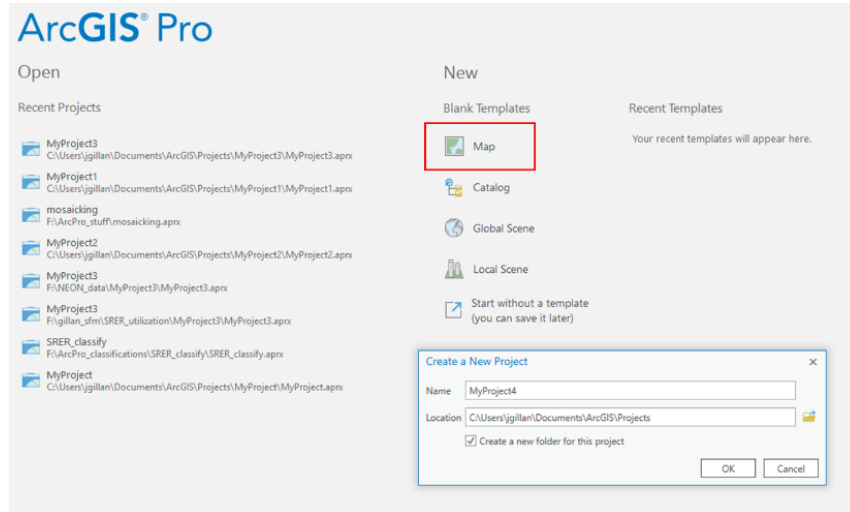 ArcGIS® Pro
Open
Recent Projects
MyProject3
C:\Users\jgillan\Documents\ArcGIS\Projects\MyProject3\MyProject3.aprx
MyProject1
C:\Users\jgillan\Documents\ArcGIS\Projects\MyProject1\MyProject1.aprx
mosaicking
F:\ArcPro_stuff\mosaicking.aprx
MyProject2
C:\Users\jgillan\Documents\ArcGIS\Projects\MyProject2\MyProject2.aprx
MyProject3
F:\NEON_data\MyProject3\MyProject3.aprx
MyProject3
F:\gillan_sfm\SRER_utilization\MyProject3\MyProject3.aprx
SRER_classify
F:\ArcPro_classifications\SRER_classify\SRER_classify.aprx
MyProject
C:\Users\jgillan\Documents\ArcGIS\Projects\MyProject\MyProject.aprx
New
Blank Templates
Map
Catalog
Global Scene
Local Scene
Start without a template
(you can save it later)
Recent Templates
Your recent templates will appear here.
Create a New Project
Name MyProject4
Location C:\Users\jgillan\Documents\ArcGIS\Projects
Create a new folder for this project
OK Cancel